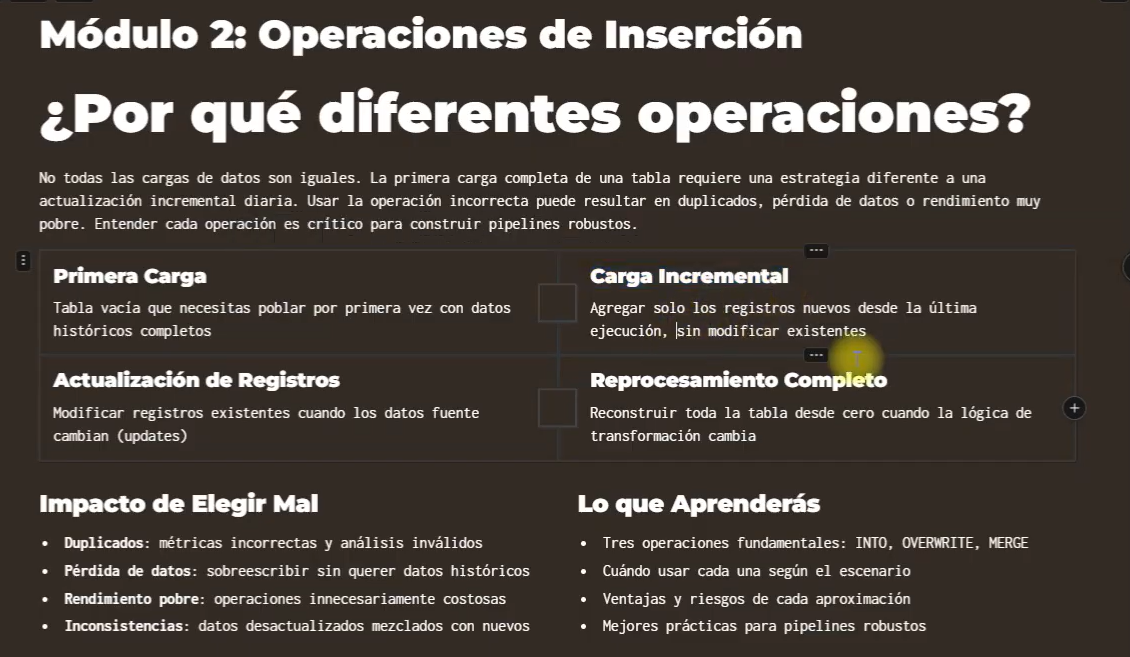 Módulo 2: Operaciones de Inserción
¿Por qué diferentes operaciones?
No todas las cargas de datos son iguales. La primera carga completa de una tabla requiere una estrategia diferente a una
actualización incremental diaria. Usar la operación incorrecta puede resultar en duplicados, pérdida de datos o rendimiento muy
pobre. Entender cada operación es crítico para construir pipelines robustos.
Primera Carga
Tabla vacía que necesitas poblar por primera vez con datos
históricos completos
Carga Incremental
Agregar solo los registros nuevos desde la última
ejecución, sin modificar existentes
Actualización de Registros
Modificar registros existentes cuando los datos fuente
cambian (updates)
Reprocesamiento Completo
Reconstruir toda la tabla desde cero cuando la lógica de
transformación cambia
Impacto de Elegir Mal
• Duplicados: métricas incorrectas y análisis inválidos
• Pérdida de datos: sobreescribir sin querer datos históricos
• Rendimiento pobre: operaciones innecesariamente costosas
• Inconsistencias: datos desactualizados mezclados con nuevos
Lo que Aprenderás
• Tres operaciones fundamentales: INTO, OVERWRITE, MERGE
• Cuándo usar cada una según el escenario
• Ventajas y riesgos de cada aproximación
• Mejores prácticas para pipelines robustos